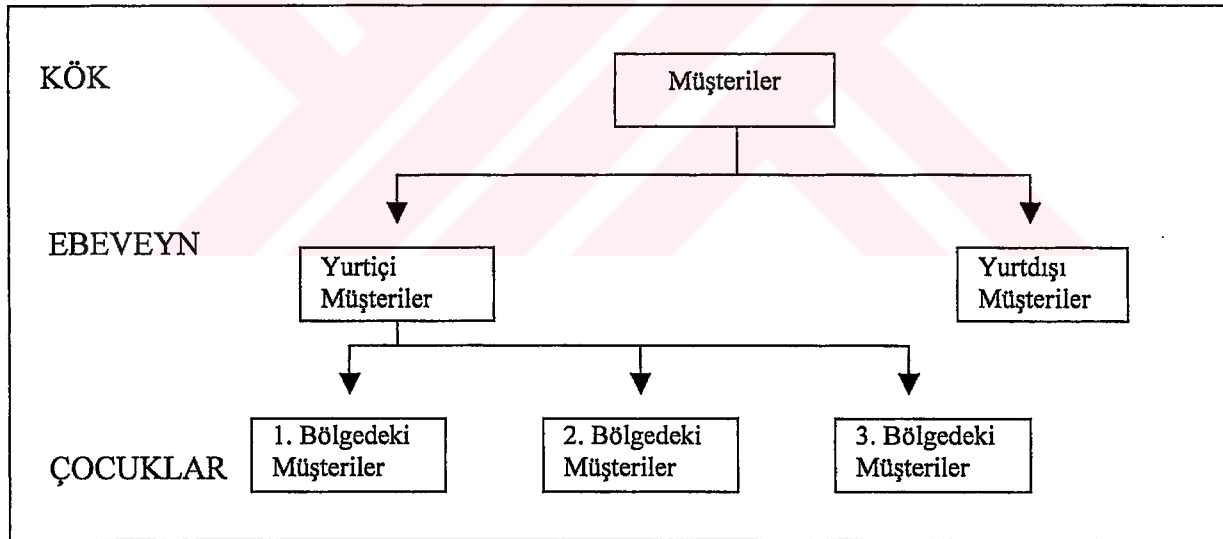 KÖK
Müşteriler
EBEVEYN
Yurtiçi
Müşteriler
Yurtdışı
Müşteriler
ÇOCUKLAR
1. Bölgedeki
Müşteriler
2. Bölgedeki
Müşteriler
3. Bölgedeki
Müşteriler